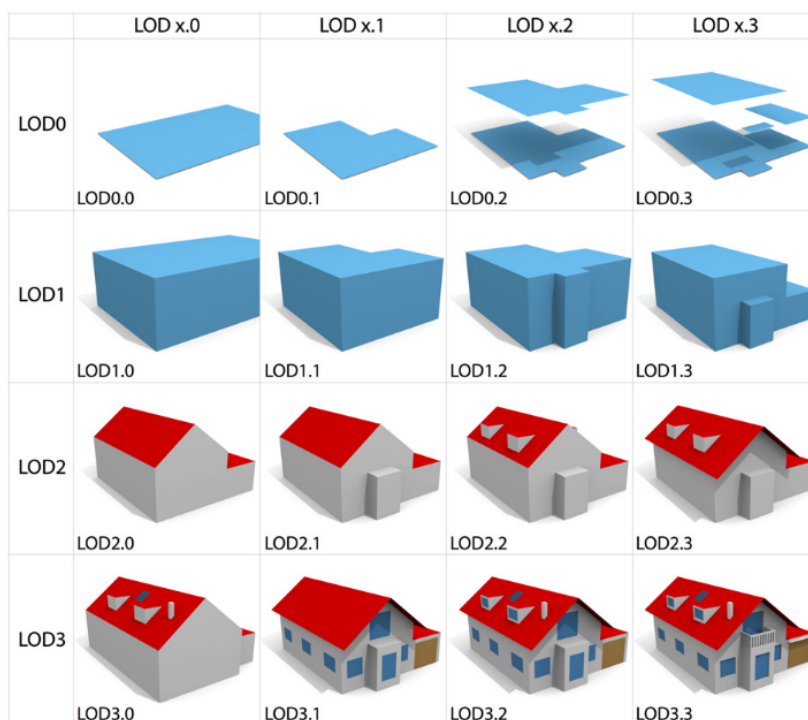 LOD x.0 LOD x.1 LOD x.2 LOD x.3
LOD0
LOD0.0 LOD0.1 LOD0.2 LOD0.3
LOD1
LOD1.0 LOD1.1 LOD1.2 LOD1.3
LOD2
LOD2.0 LOD2.1 LOD2.2 LOD2.3
LOD3
LOD3.0 LOD3.1 LOD3.2 LOD3.3